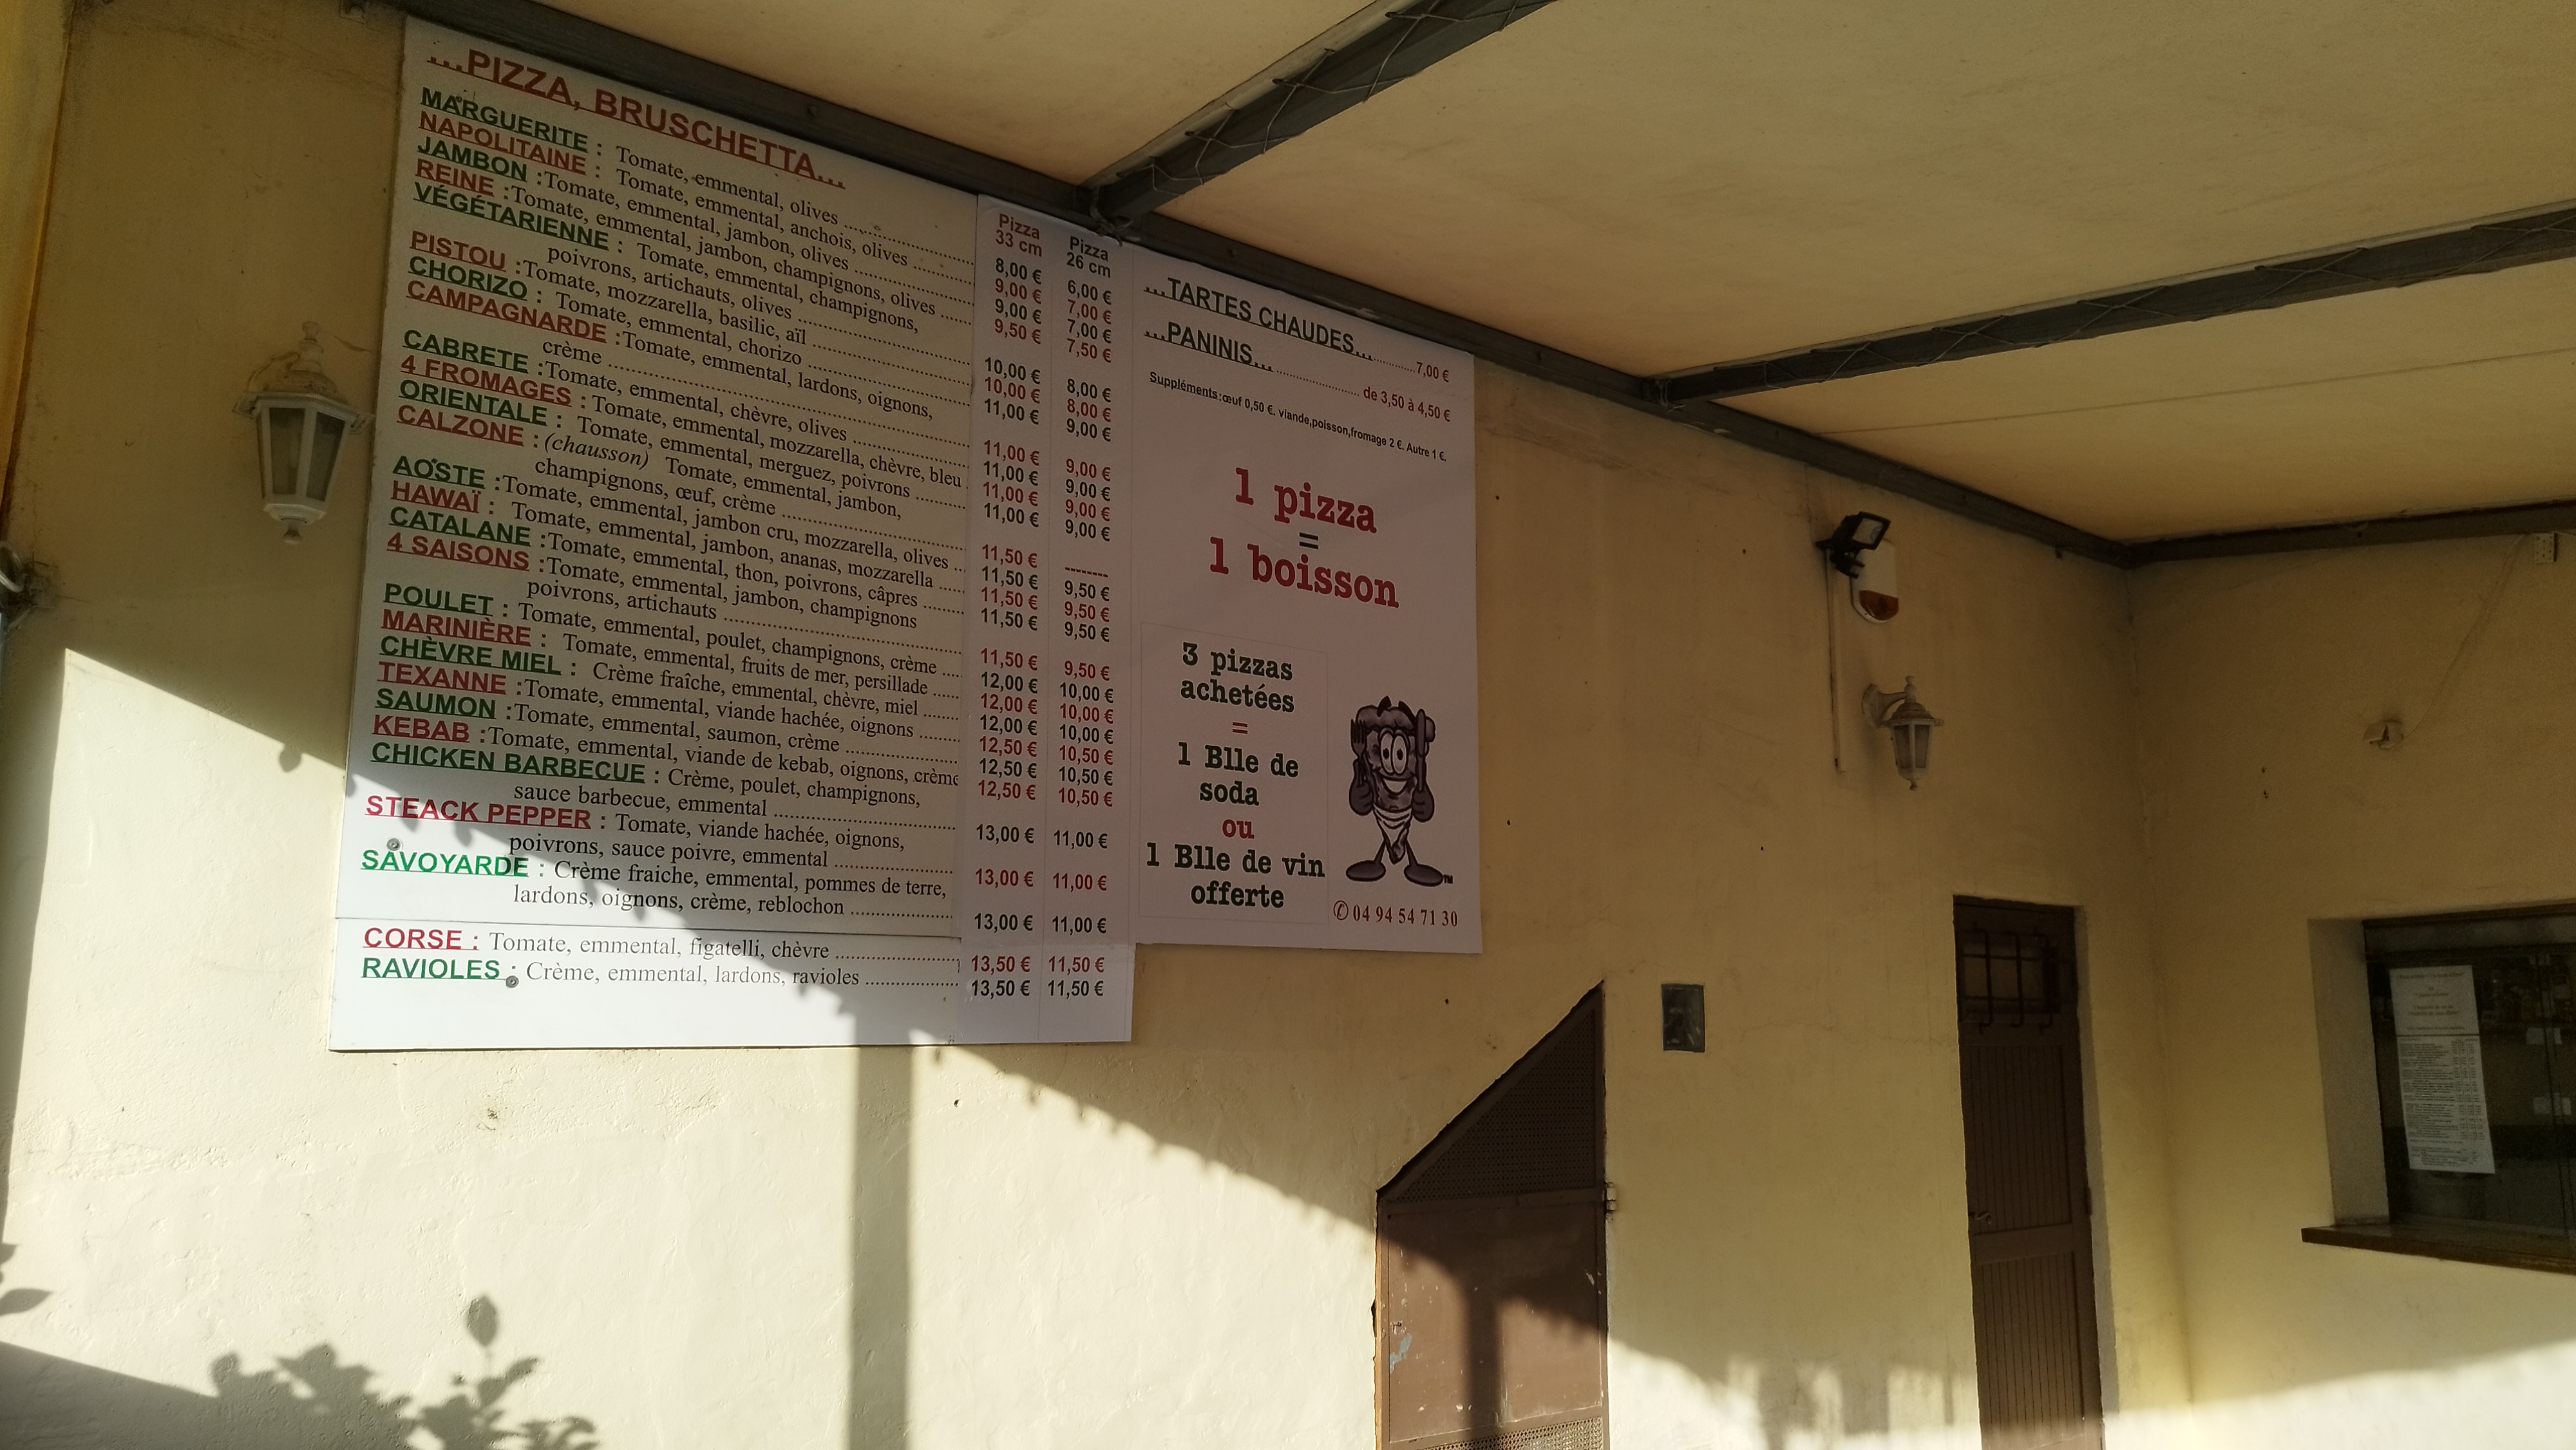 ...PIZZA, BRUSCHETTA...
Pizza 33 cm
Pizza 26 cm
MARGUERITE : Tomate, emmental, olives .......... 8,00 € 6,00 €
NAPOLITAINE : Tomate, emmental, anchois, olives .......... 9,00 € 7,00 €
JAMBON :Tomate, emmental, jambon, olives .......... 9,00 € 7,00 €
REINE :Tomate, emmental, jambon, champignons, olives .......... 9,50 € 7,50 €
VÉGÉTARIENNE : Tomate, emmental, champignons,
poivrons, artichauts, olives .......... 10,00 € 8,00 €
PISTOU :Tomate, mozzarella, basilic, aïl .......... 10,00 € 8,00 €
CHORIZO : Tomate, emmental, chorizo .......... 11,00 € 9,00 €
CAMPAGNARDE :Tomate, emmental, lardons, oignons,
crème .......... 11,00 € 9,00 €
CABRETE :Tomate, emmental, chèvre, olives .......... 11,00 € 9,00 €
4 FROMAGES :Tomate, emmental, mozzarella, chèvre, bleu . 11,00 € 9,00 €
ORIENTALE : Tomate, emmental, merguez, poivrons .......... 11,00 € 9,00 €
CALZONE :(chausson) Tomate, emmental, jambon,
champignons, œuf, crème .......... 11,50 € --------
AOSTE :Tomate, emmental, jambon cru, mozzarella, olives ... 11,50 € 9,50 €
HAWAÏ : Tomate, emmental, jambon, ananas, mozzarella ...... 11,50 € 9,50 €
CATALANE :Tomate, emmental, thon, poivrons, câpres ........ 11,50 € 9,50 €
4 SAISONS :Tomate, emmental, jambon, champignons
poivrons, artichauts .......... 11,50 € 9,50 €
POULET : Tomate, emmental, poulet, champignons, crème .... 12,00 € 10,00 €
MARINIÈRE : Tomate, emmental, fruits de mer, persillade ...... 12,00 € 10,00 €
CHÈVRE MIEL : Crème fraîche, emmental, chèvre, miel ........ 12,00 € 10,00 €
TEXANNE :Tomate, emmental, viande hachée, oignons ........ 12,50 € 10,50 €
SAUMON :Tomate, emmental, saumon, crème .......... 12,50 € 10,50 €
KEBAB :Tomate, emmental, viande de kebab, oignons, crème 12,50 € 10,50 €
CHICKEN BARBECUE : Crème, poulet, champignons,
sauce barbecue, emmental .......... 13,00 € 11,00 €
STEACK PEPPER : Tomate, viande hachée, oignons,
poivrons, sauce poivre, emmental .......... 13,00 € 11,00 €
SAVOYARDE : Crème fraiche, emmental, pommes de terre,
lardons, oignons, crème, reblochon .......... 13,00 € 11,00 €
CORSE : Tomate, emmental, figatelli, chèvre .......... 13,50 € 11,50 €
RAVIOLES : Crème, emmental, lardons, ravioles .......... 13,50 € 11,50 €
...TARTES CHAUDES... .......... 7,00 €
...PANINIS... .......... de 3,50 à 4,50 €
Suppléments:œuf 0,50 €. viande,poisson,fromage 2 €. Autre 1 €.
1 pizza
=
1 boisson
3 pizzas
achetées
=
1 Blle de
soda
ou
1 Blle de vin
offerte
TM
✆ 04 94 54 71 30